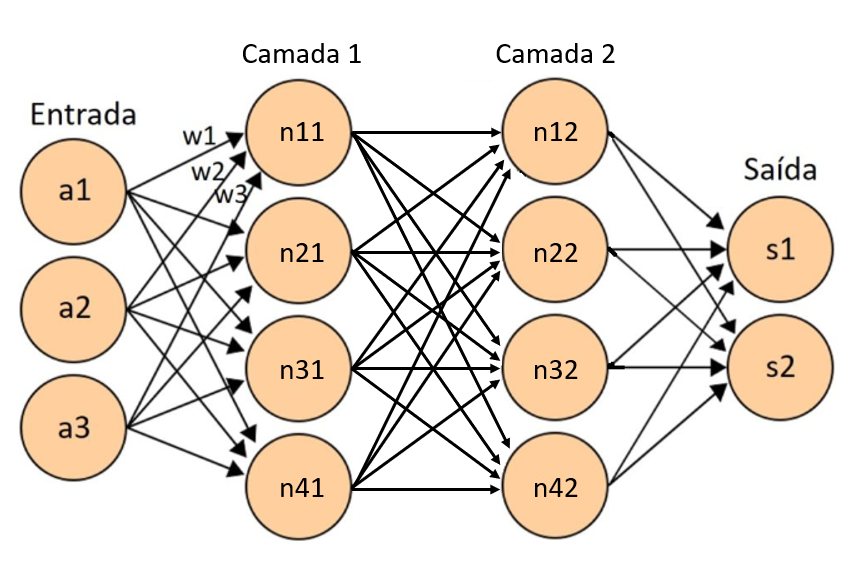 Camada 1
Camada 2
Entrada
Saída
w1
w2
w3
a1
a2
a3
n11
n21
n31
n41
n12
n22
n32
n42
s1
s2